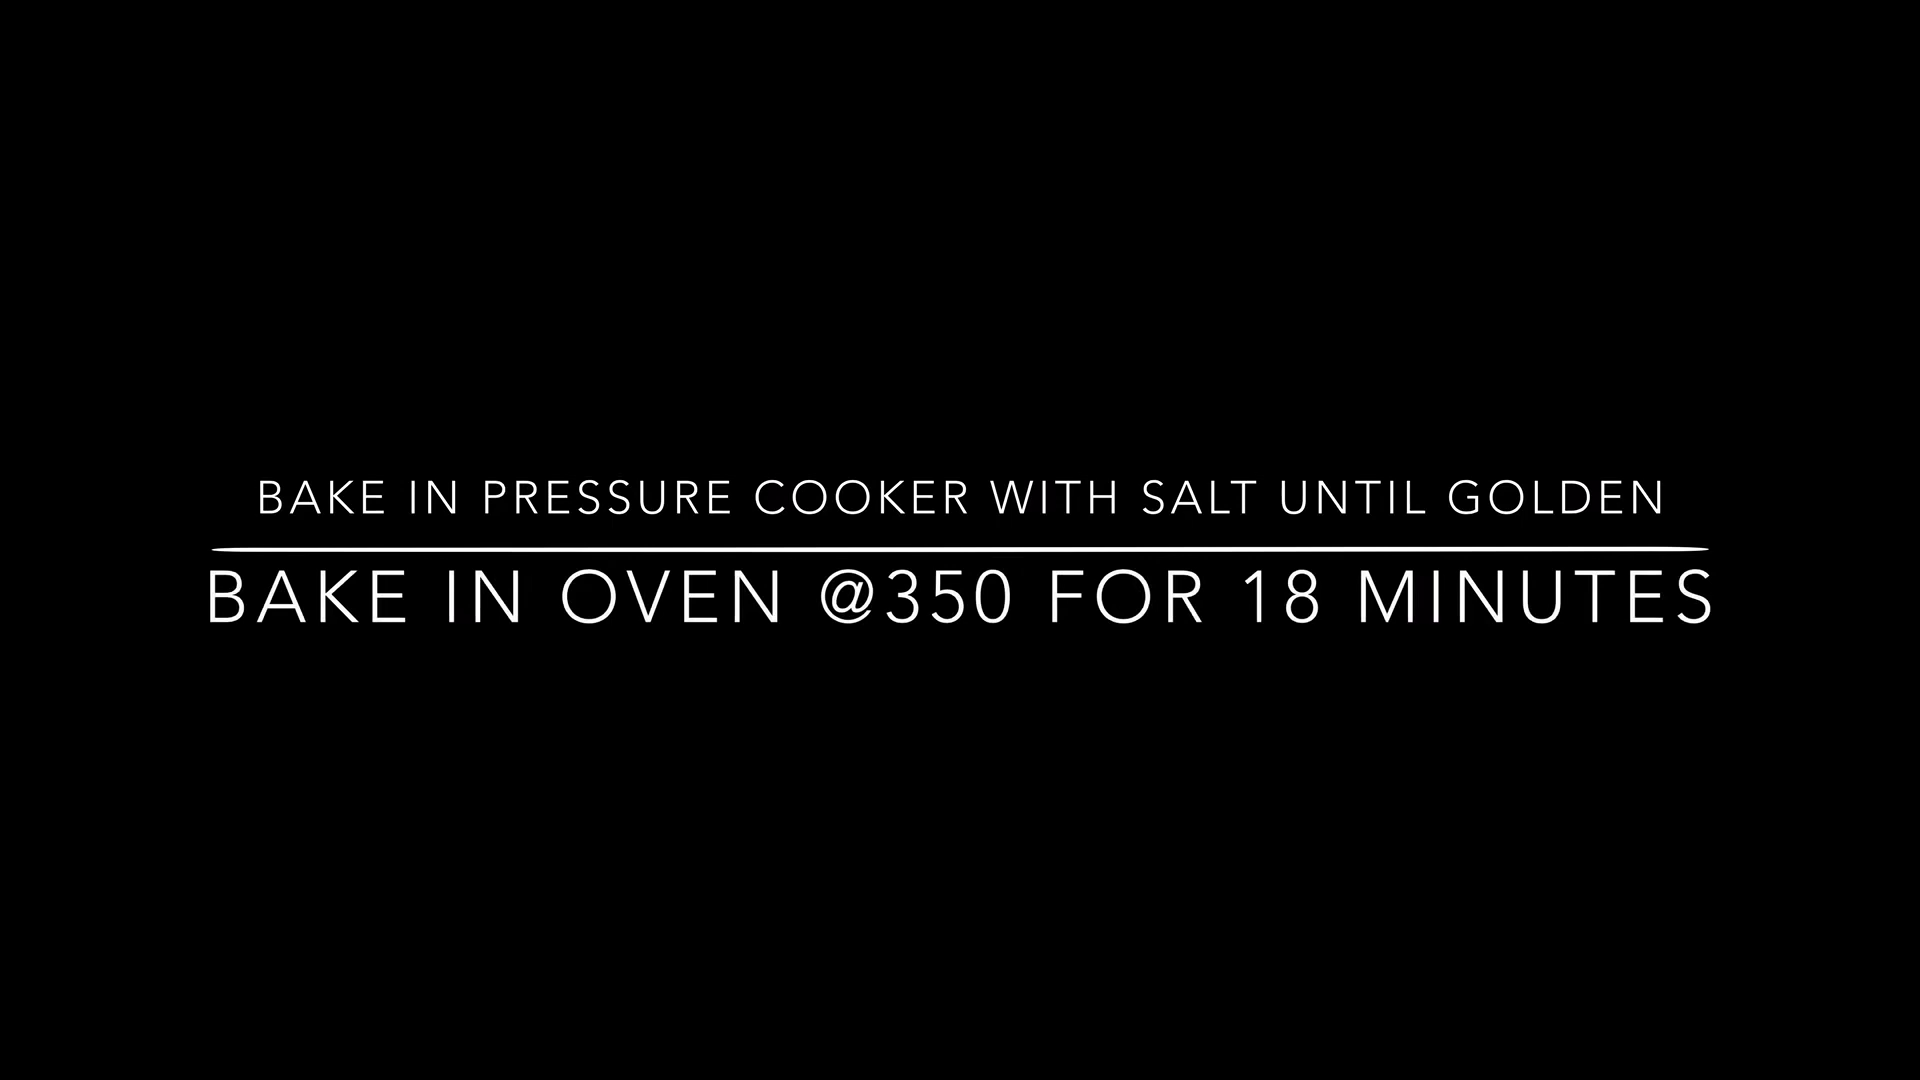 BAKE IN PRESSURE COOKER WITH SALT UNTIL GOLDEN
BAKE IN OVEN @350 FOR 18 MINUTES